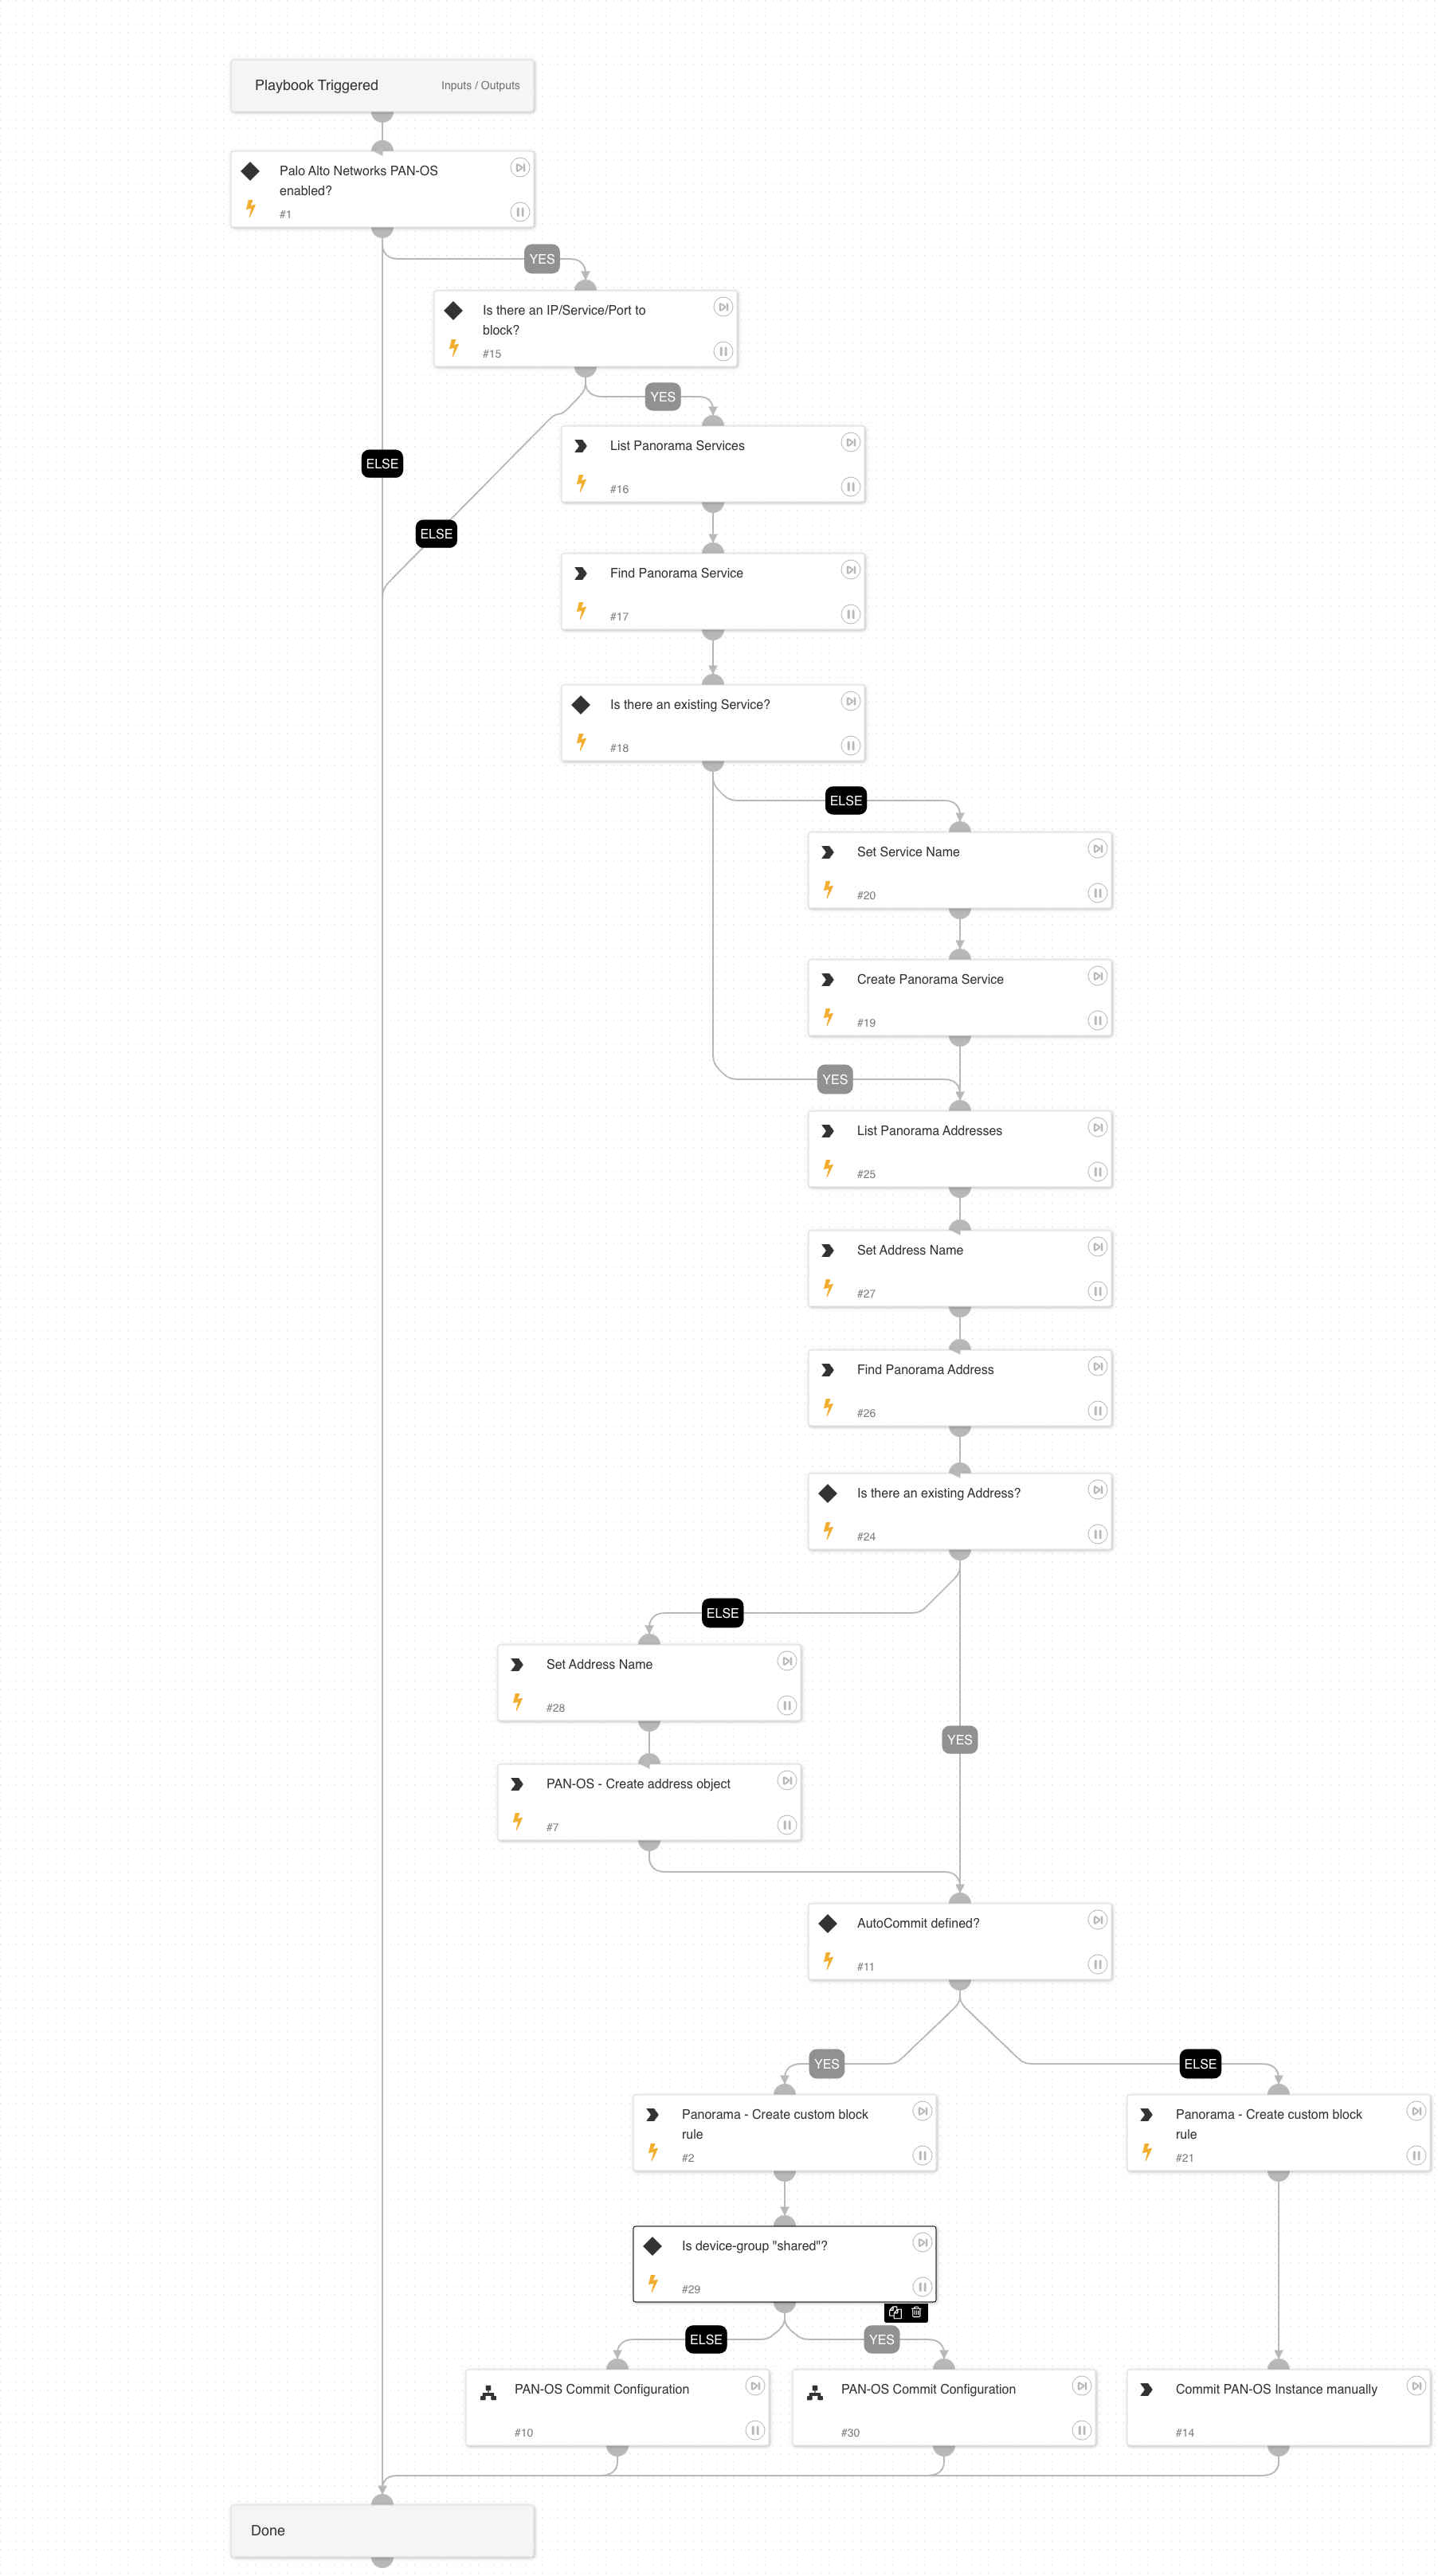 Playbook Triggered Inputs / Outputs
Palo Alto Networks PAN-OS
enabled?
#1
YES
Is there an IP/Service/Port to
block?
#15
YES
List Panorama Services
#16
ELSE
ELSE
Find Panorama Service
#17
Is there an existing Service?
#18
ELSE
Set Service Name
#20
Create Panorama Service
#19
YES
List Panorama Addresses
#25
Set Address Name
#27
Find Panorama Address
#26
Is there an existing Address?
#24
ELSE
Set Address Name
#28
YES
PAN-OS - Create address object
#7
AutoCommit defined?
#11
YES
ELSE
Panorama - Create custom block
rule
#2
Panorama - Create custom block
rule
#21
Is device-group "shared"?
#29
ELSE
YES
PAN-OS Commit Configuration
#10
PAN-OS Commit Configuration
#30
Commit PAN-OS Instance manually
#14
Done